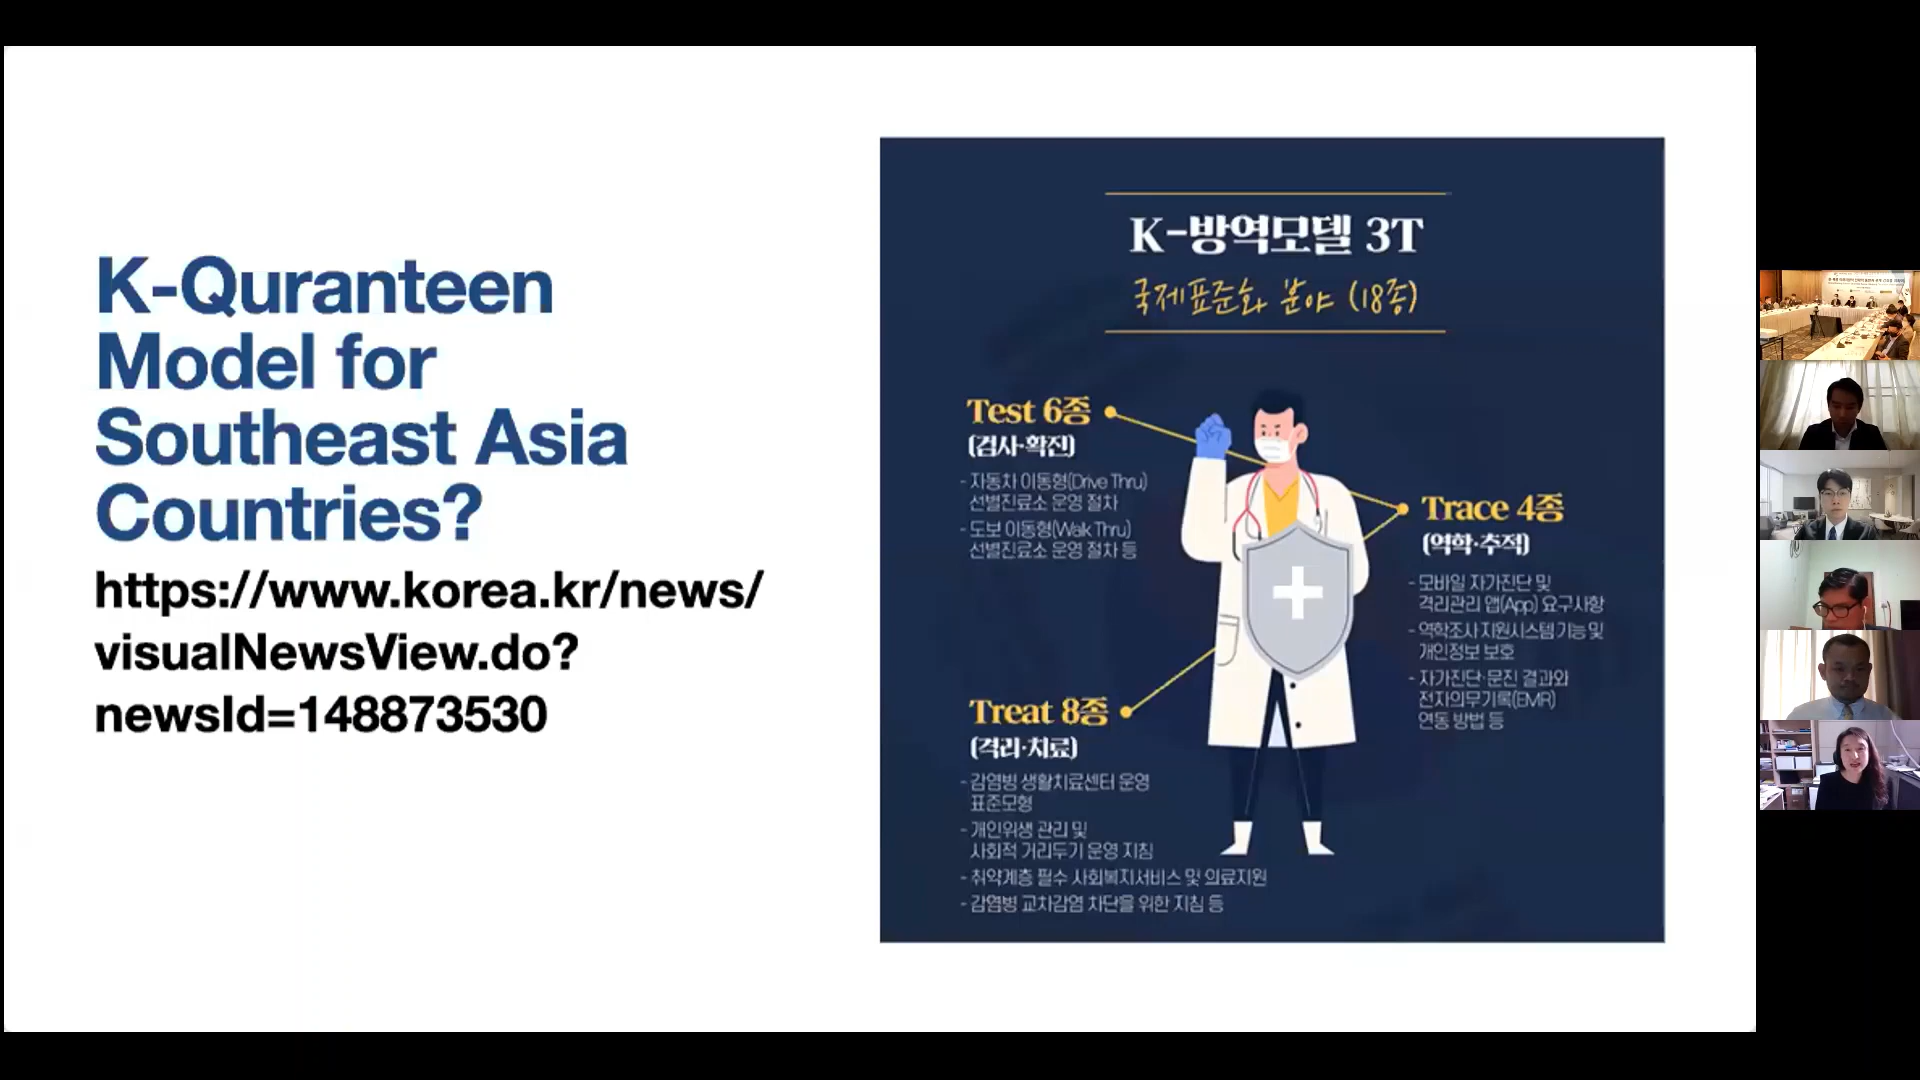 K-Quranteen
Model for
Southeast Asia
Countries?
https://www.korea.kr/news/
visualNewsView.do?
newsId=148873530
K-방역모델 3T
국제표준화 분야 (18종)
Test 6종
(검사·확진)
- 자동차 이동형(Drive Thru)
선별진료소 운영 절차
- 도보 이동형(Walk Thru)
선별진료소 운영 절차 등
Trace 4종
(역학·추적)
- 모바일 자가진단 및
격리관리 앱(App) 요구사항
- 역학조사 지원시스템 기능 및
개인정보 보호
- 자가진단·문진 결과와
전자의무기록(EMR)
연동 방법 등
Treat 8종
(격리·치료)
- 감염병 생활치료센터 운영
표준모형
- 개인위생 관리 및
사회적 거리두기 운영 지침
- 취약계층 필수 사회복지서비스 및 의료지원
- 감염병 교차감염 차단을 위한 지침 등